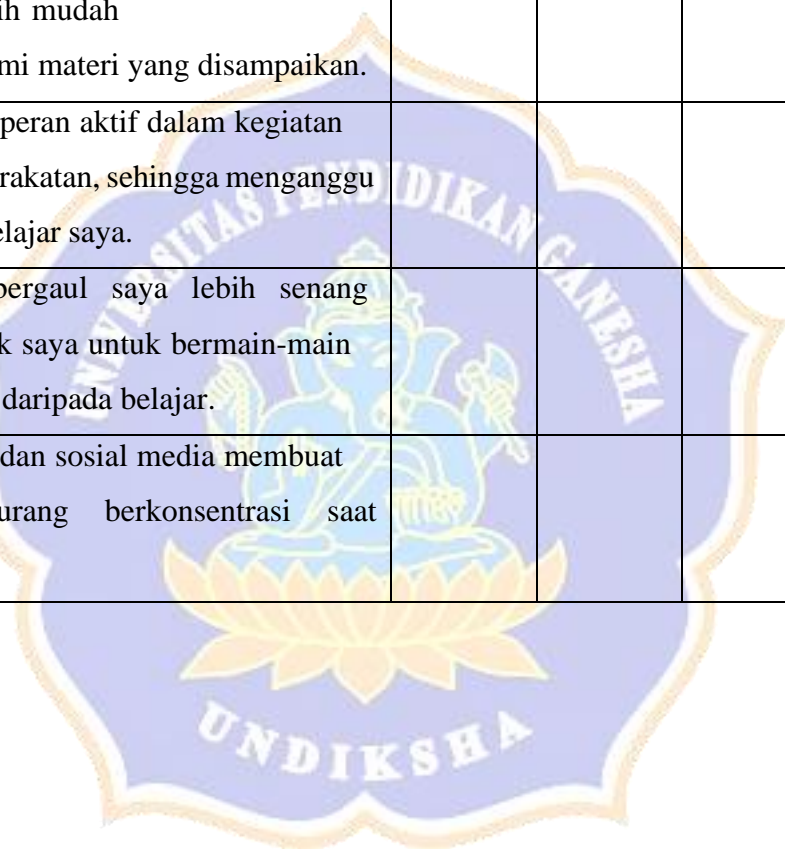 ih mudah
mi materi yang disampaikan.
peran aktif dalam kegiatan
rakatan, sehingga menganggu
elajar saya.
bergaul saya lebih senang
k saya untuk bermain-main
daripada belajar.
dan sosial media membuat
urang berkonsentrasi saat
UNIVERSITAS PENDIDIKAN GANESHA
UNDIKSHA